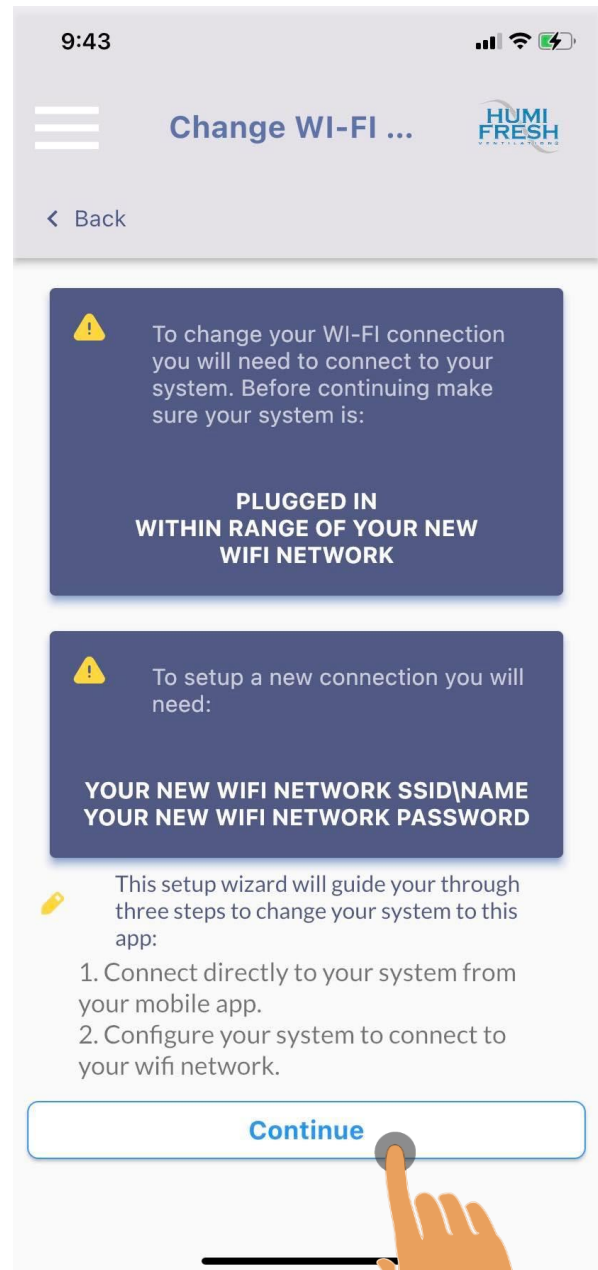 9:43
Change WI-FI ...
HUMI
FRESH
VENTILATIONS
Back
To change your WI-FI connection
you will need to connect to your
system. Before continuing make
sure your system is:
PLUGGED IN
WITHIN RANGE OF YOUR NEW
WIFI NETWORK
To setup a new connection you will
need:
YOUR NEW WIFI NETWORK SSID\NAME
YOUR NEW WIFI NETWORK PASSWORD
This setup wizard will guide your through
three steps to change your system to this
app:
1. Connect directly to your system from
your mobile app.
2. Configure your system to connect to
your wifi network.
Continue